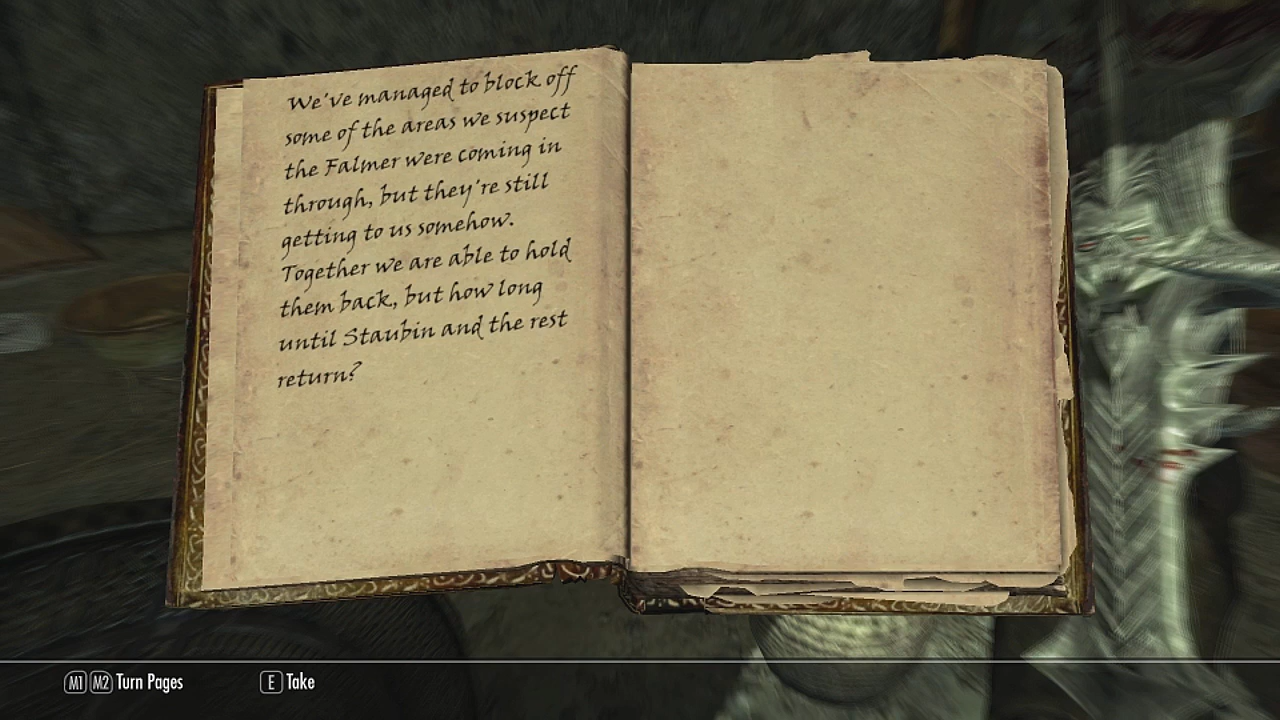 We've managed to block off
some of the areas we suspect
the Falmer were coming in
through, but they're still
getting to us somehow.
Together we are able to hold
them back, but how long
until Staubin and the rest
return?
M1 M2 Turn Pages E Take